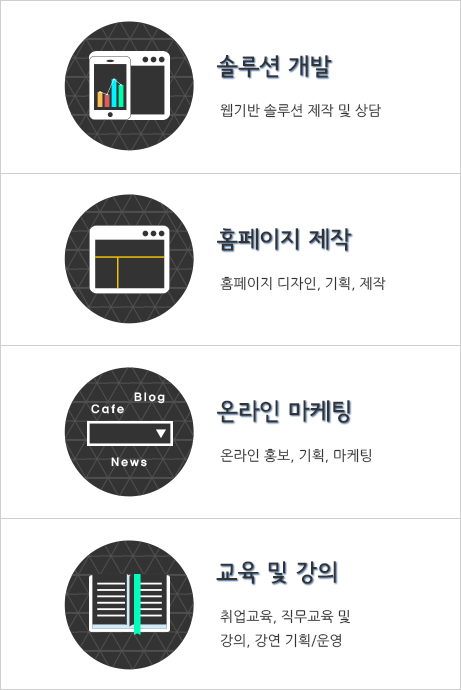 솔루션 개발
웹기반 솔루션 제작 및 상담
홈페이지 제작
홈페이지 디자인, 기획, 제작
Blog
Cafe
News
온라인 마케팅
온라인 홍보, 기획, 마케팅
교육 및 강의
취업교육, 직무교육 및
강의, 강연 기획/운영